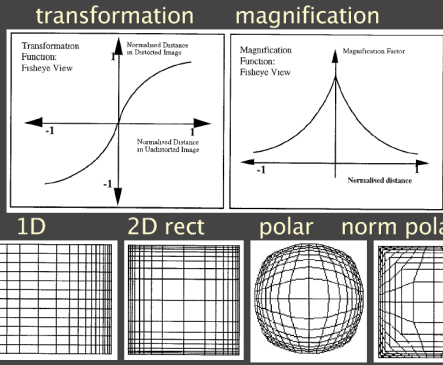 transformation
magnification
Transformation
Function:
Fisheye View
Normalised Distance
in Distorted Image
1
-1
1
Normalised Distance
in Undistorted Image
-1
Magnification
Function:
Fisheye View
Magnification Factor
-1
1
Normalised distance
1D
2D rect
polar
norm pola